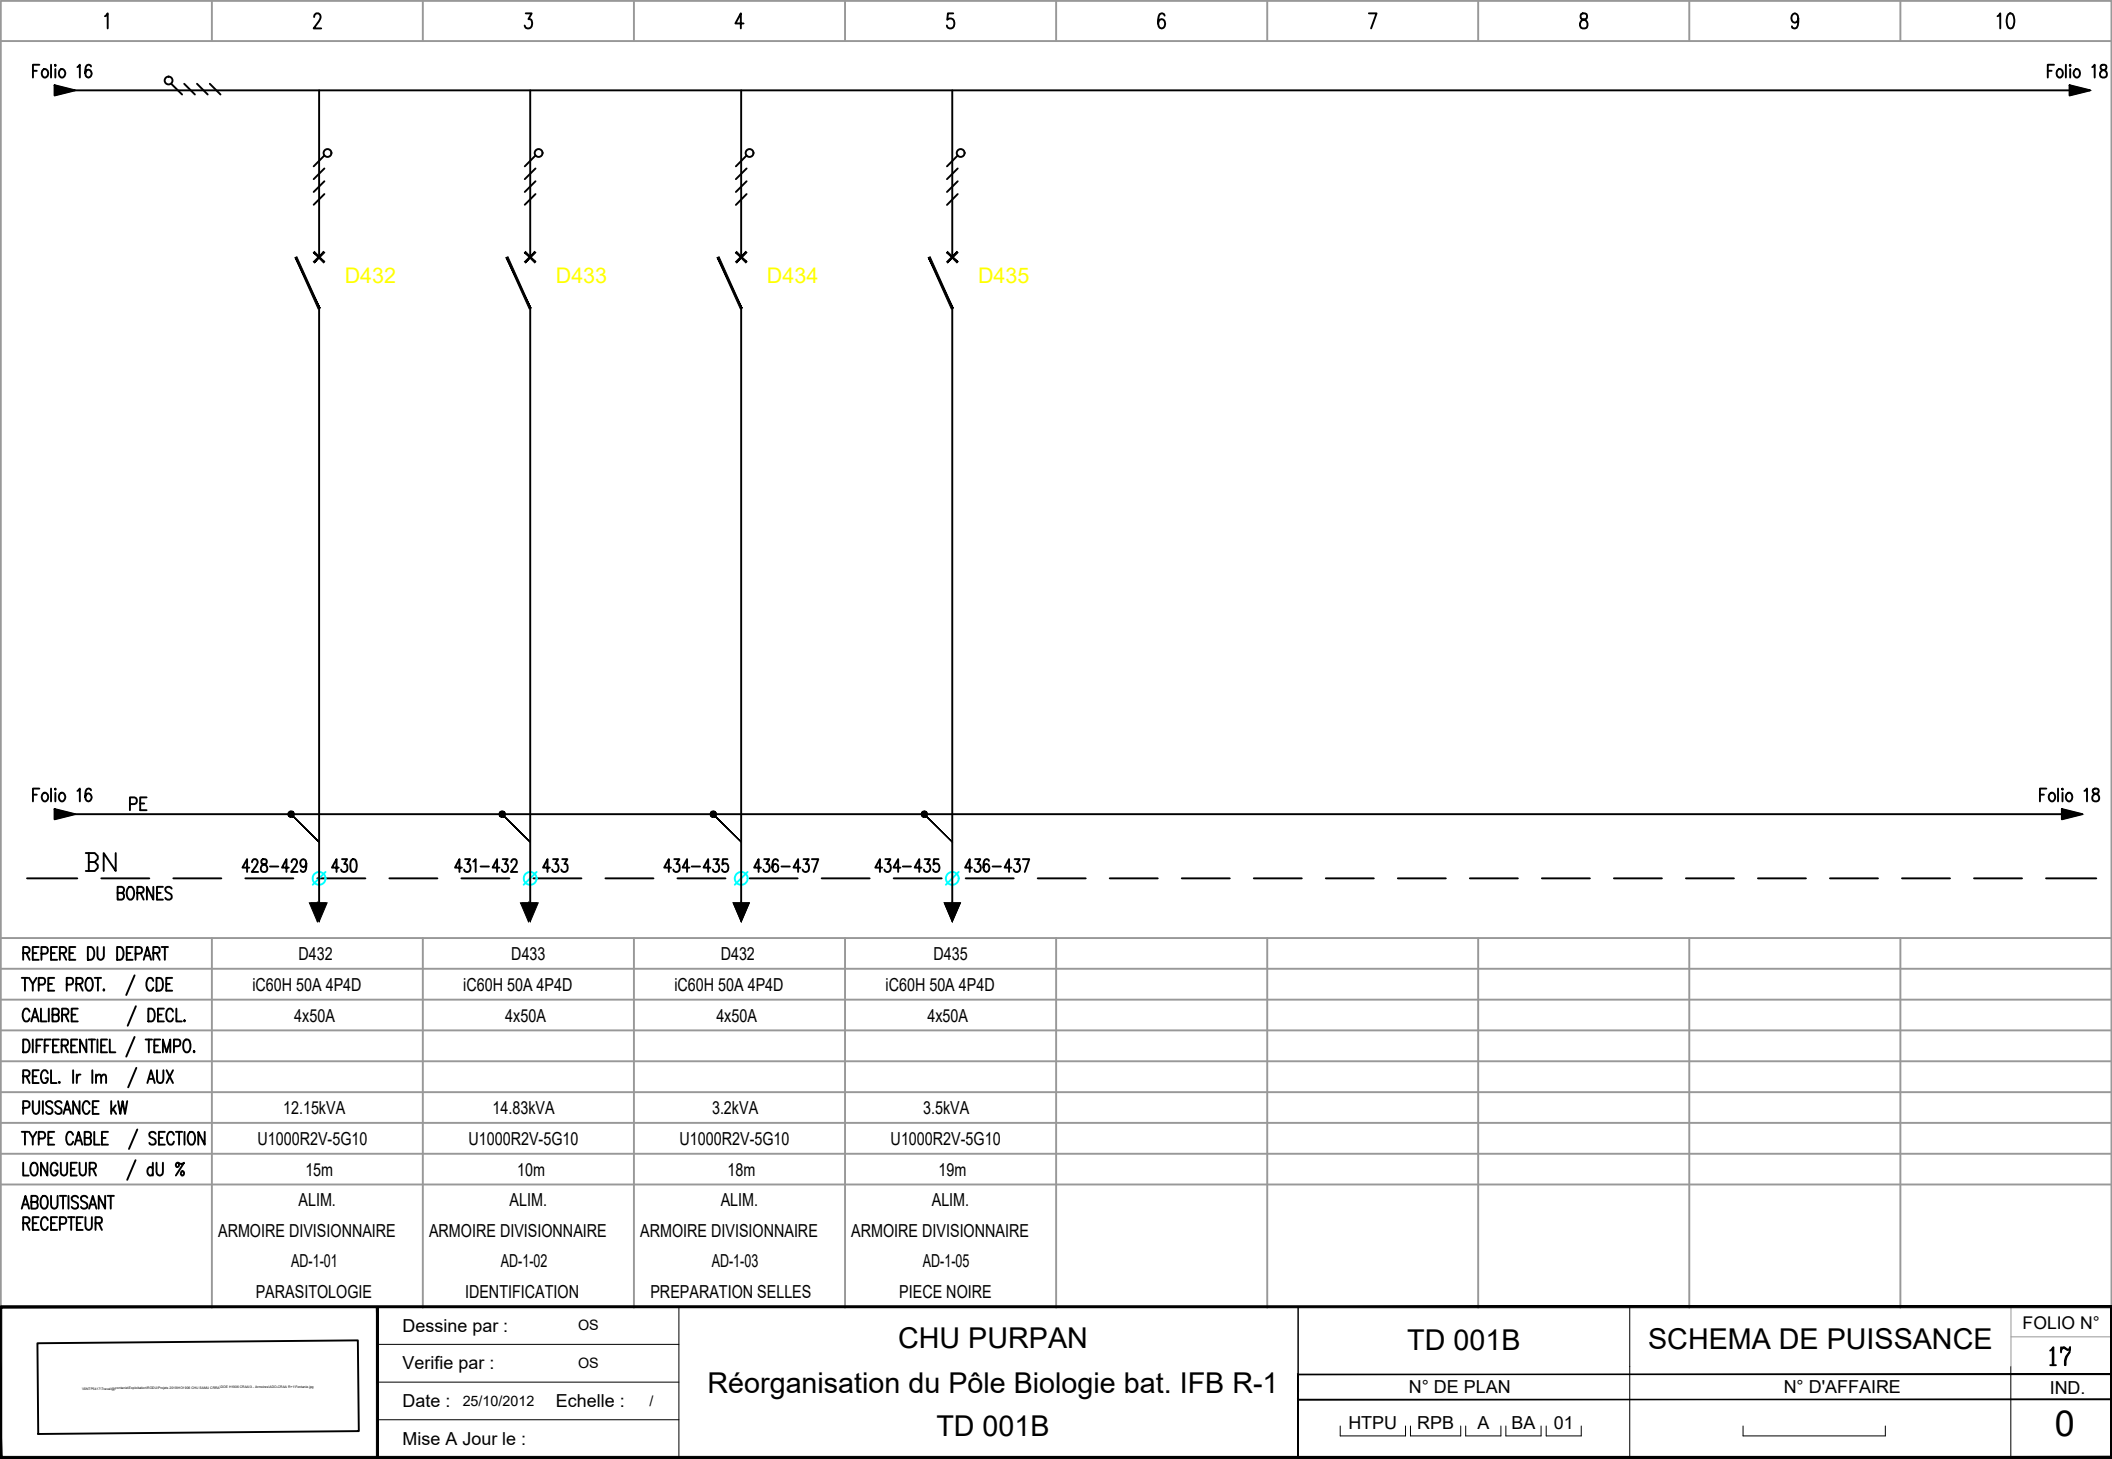 1 2 3 4 5 6 7 8 9 10
Folio 16 Folio 18
D432 D433 D434 D435
Folio 16 PE Folio 18
BN 428-429 430 431-432 433 434-435 436-437 434-435 436-437
BORNES
REPERE DU DEPART D432 D433 D432 D435
TYPE PROT. / CDE iC60H 50A 4P4D iC60H 50A 4P4D iC60H 50A 4P4D iC60H 50A 4P4D
CALIBRE / DECL. 4x50A 4x50A 4x50A 4x50A
DIFFERENTIEL / TEMPO.
REGL. Ir Im / AUX
PUISSANCE kW 12.15kVA 14.83kVA 3.2kVA 3.5kVA
TYPE CABLE / SECTION U1000R2V-5G10 U1000R2V-5G10 U1000R2V-5G10 U1000R2V-5G10
LONGUEUR / dU % 15m 10m 18m 19m
ABOUTISSANT RECEPTEUR
ALIM. ALIM. ALIM. ALIM.
ARMOIRE DIVISIONNAIRE ARMOIRE DIVISIONNAIRE ARMOIRE DIVISIONNAIRE ARMOIRE DIVISIONNAIRE
AD-1-01 AD-1-02 AD-1-03 AD-1-05
PARASITOLOGIE IDENTIFICATION PREPARATION SELLES PIECE NOIRE
Dessine par : OS
Verifie par : OS
Date : 25/10/2012 Echelle : /
Mise A Jour le :
CHU PURPAN
Réorganisation du Pôle Biologie bat. IFB R-1
TD 001B
TD 001B
N° DE PLAN
HTPU RPB A BA 01
SCHEMA DE PUISSANCE
N° D'AFFAIRE
FOLIO N°
17
IND.
0